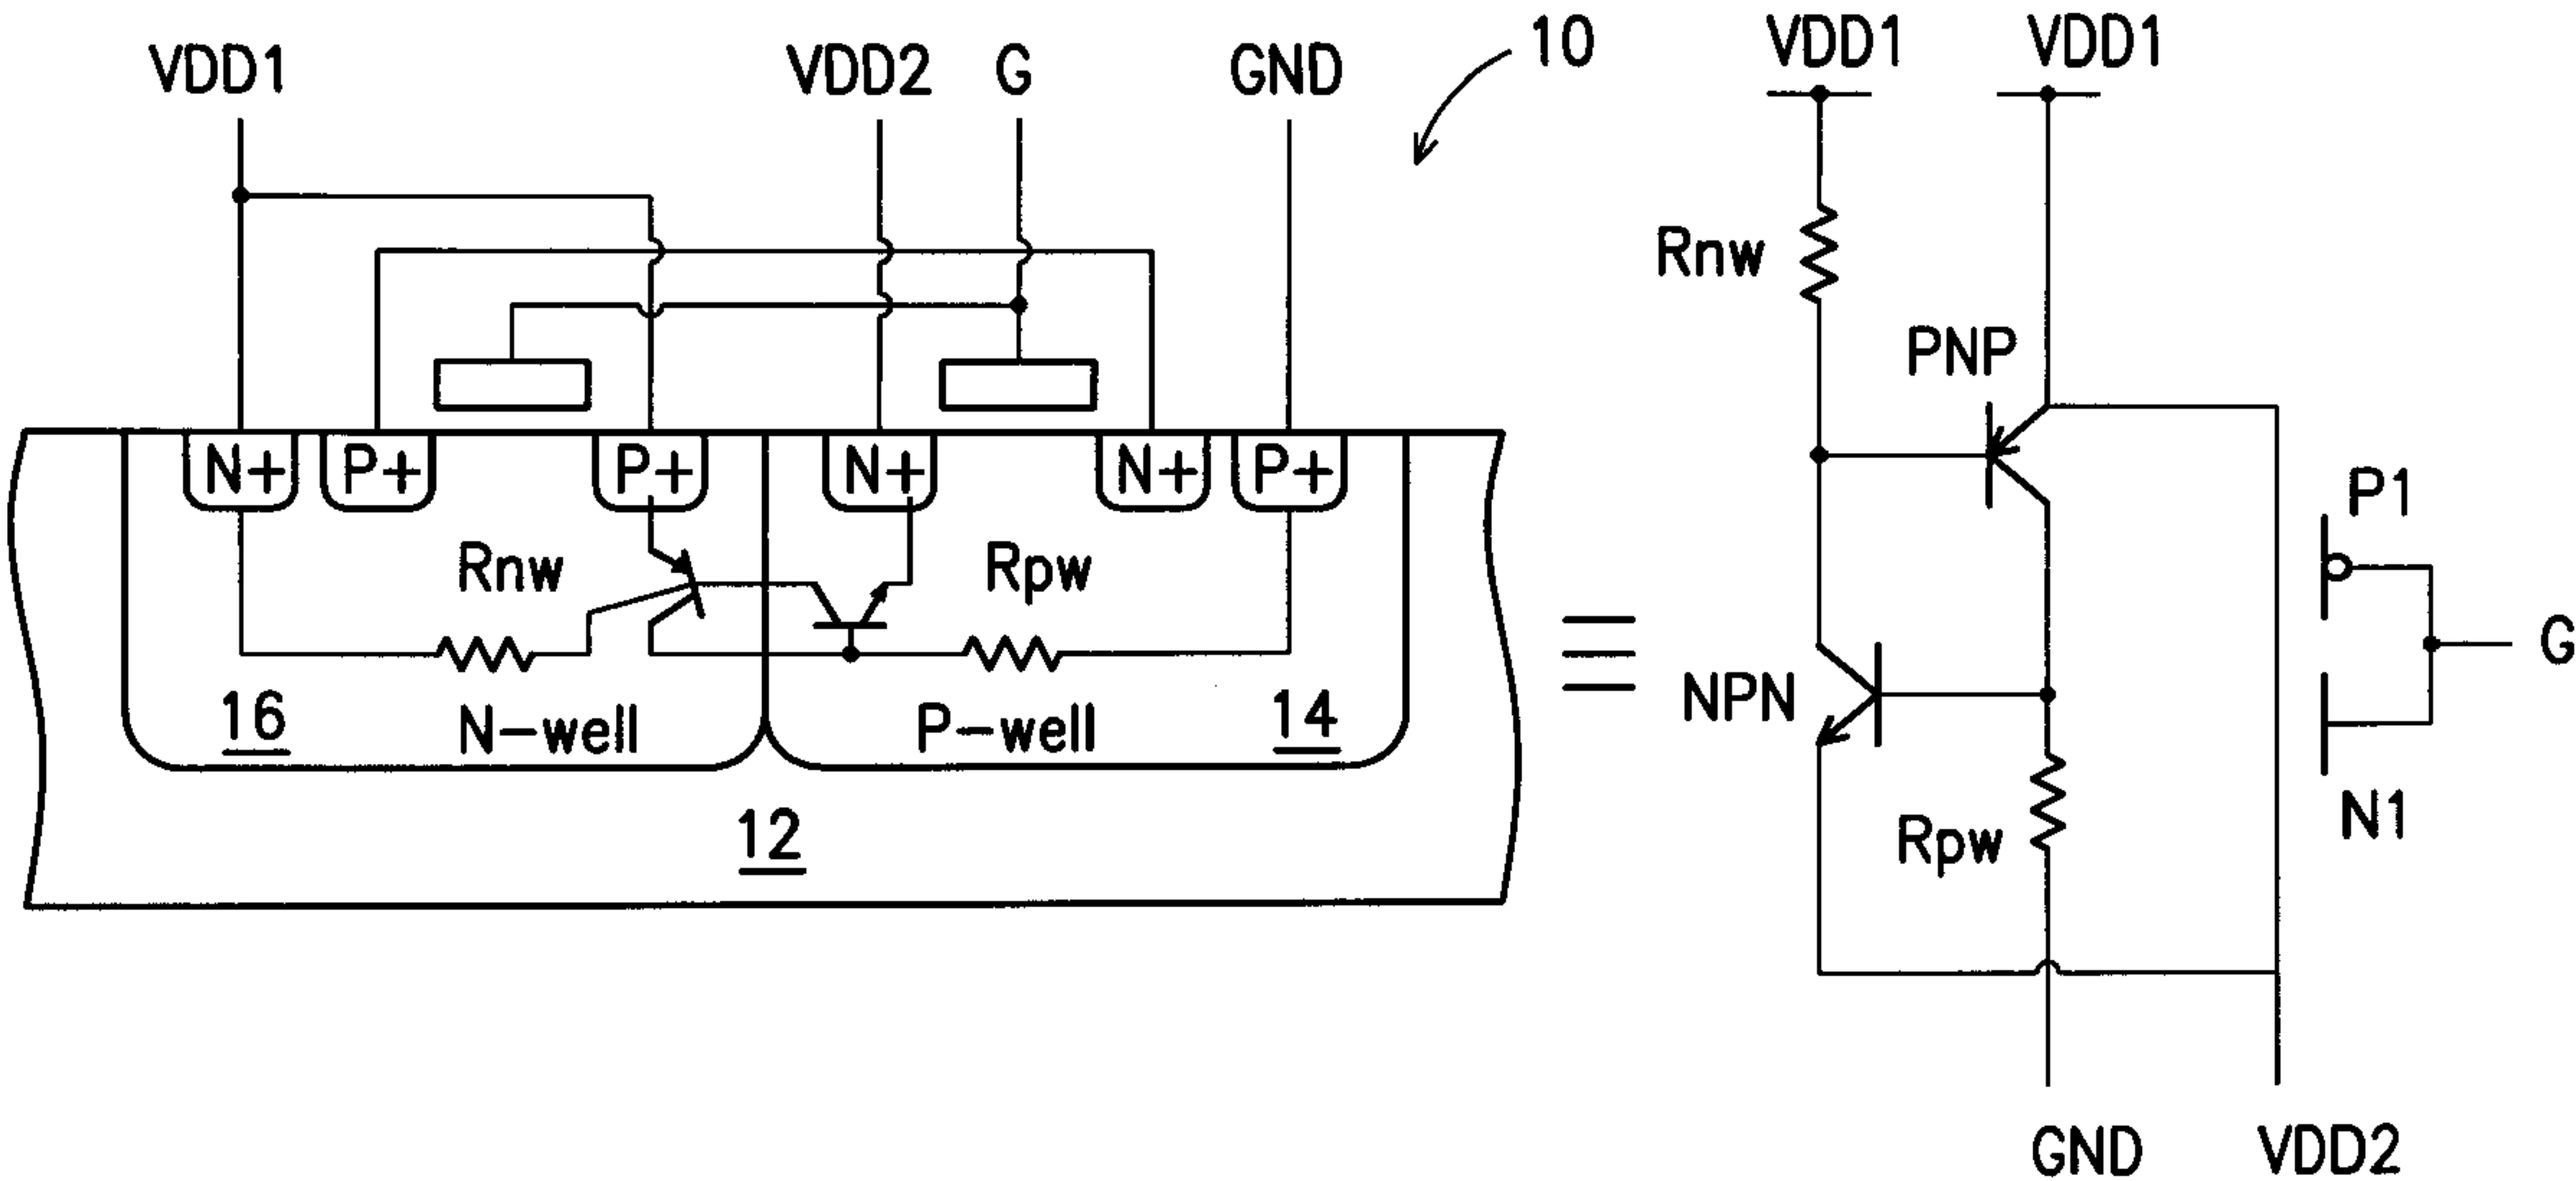 VDD1
VDD2
G
GND
10
N+
P+
P+
N+
N+
P+
Rnw
Rpw
16
N-well
P-well
14
12
VDD1
VDD1
Rnw
PNP
P1
G
NPN
N1
Rpw
GND
VDD2